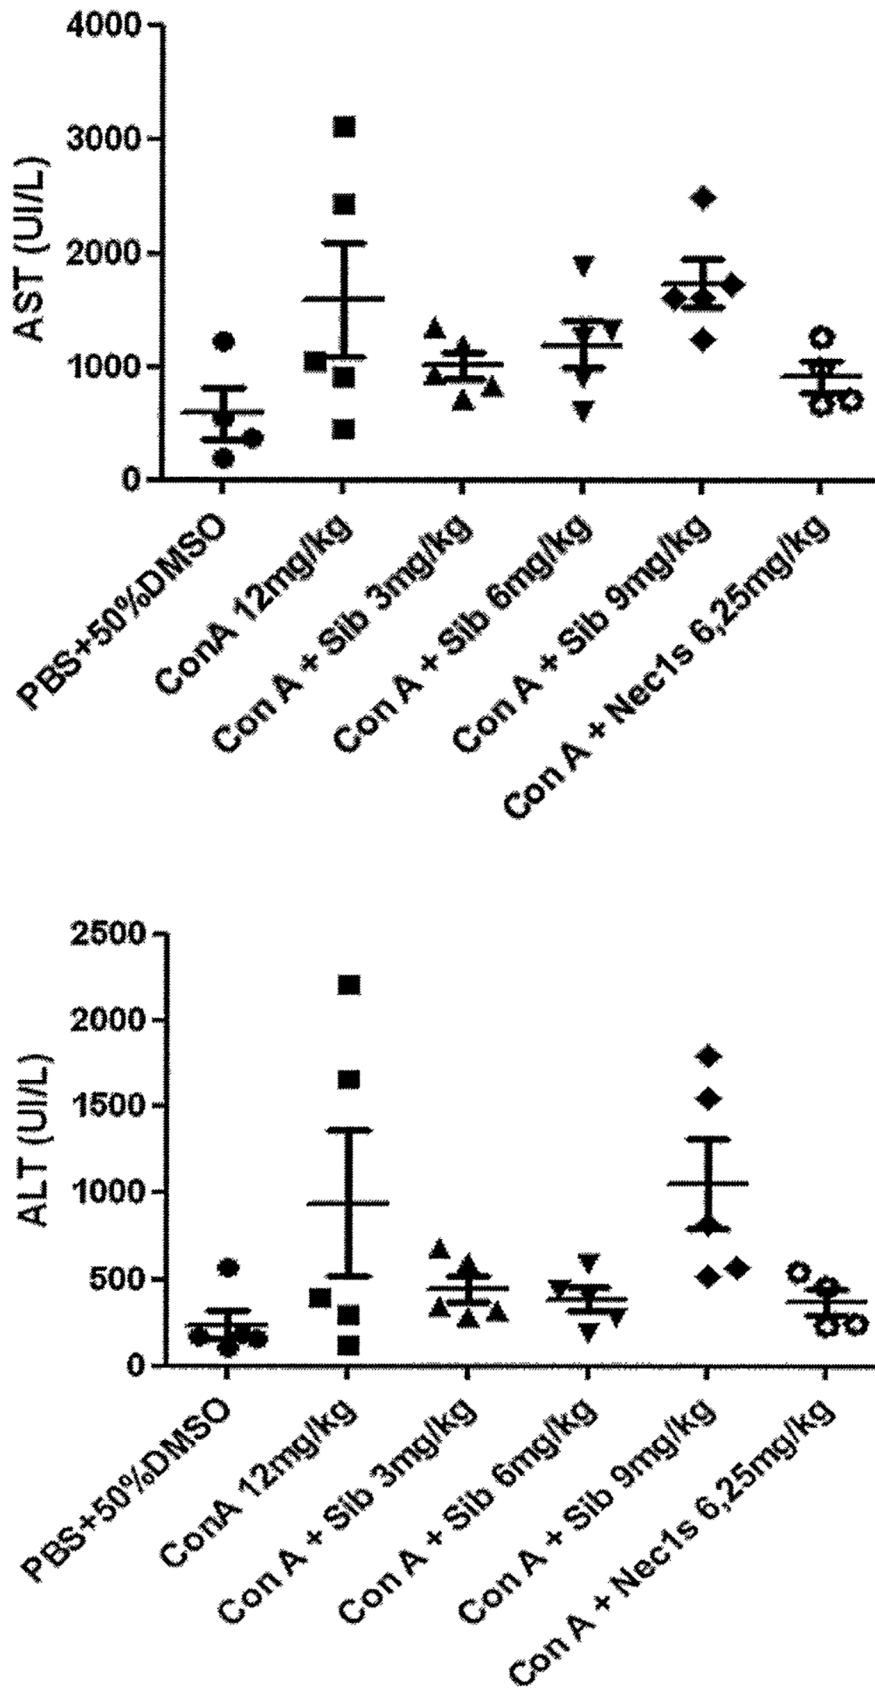 4000
3000
2000
1000
0
AST (UI/L)
PBS+50%DMSO
ConA 12mg/kg
Con A + Sib 3mg/kg
Con A + Sib 6mg/kg
Con A + Sib 9mg/kg
Con A + Nec1s 6,25mg/kg
2500
2000
1500
1000
500
0
ALT (UI/L)
PBS+50%DMSO
ConA 12mg/kg
Con A + Sib 3mg/kg
Con A + Sib 6mg/kg
Con A + Sib 9mg/kg
Con A + Nec1s 6,25mg/kg